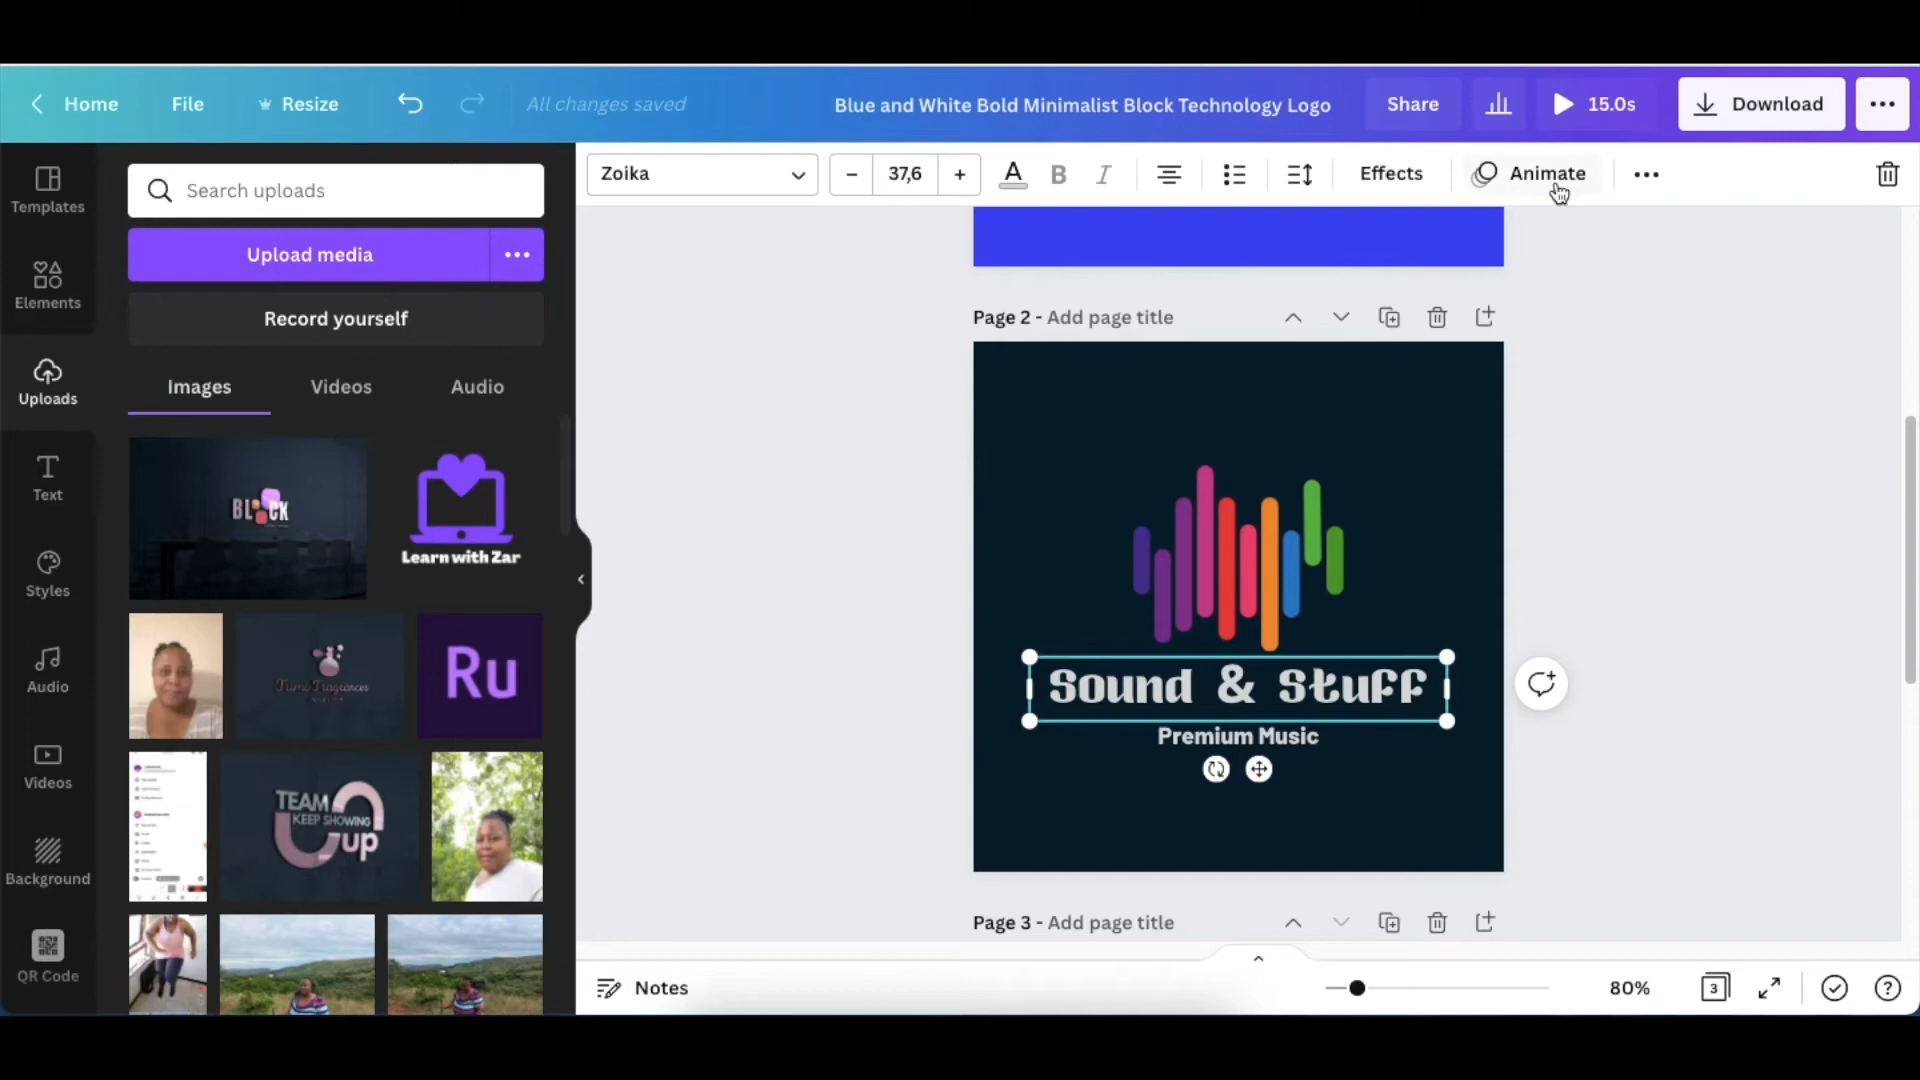 Home File Resize All changes saved Blue and White Bold Minimalist Block Technology Logo Share 15.0s Download
Templates
Elements
Uploads
Text
Styles
Audio
Videos
Background
QR Code
Search uploads
Upload media
Record yourself
Images Videos Audio
BLOCK
Learn with Zar
Ru
TEAM
KEEP SHOWING
up
Zoika 37,6 A B I Effects Animate
Page 2 - Add page title
Sound & Stuff
Premium Music
Page 3 - Add page title
Notes 80% 3